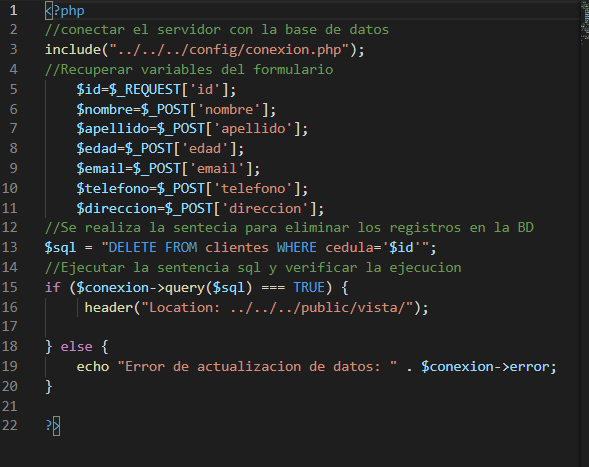 1 <?php
2 //conectar el servidor con la base de datos
3 include("../../../config/conexion.php");
4 //Recuperar variables del formulario
5     $id=$_REQUEST['id'];
6     $nombre=$_POST['nombre'];
7     $apellido=$_POST['apellido'];
8     $edad=$_POST['edad'];
9     $email=$_POST['email'];
10     $telefono=$_POST['telefono'];
11     $direccion=$_POST['direccion'];
12 //Se realiza la sentecia para eliminar los registros en la BD
13 $sql = "DELETE FROM clientes WHERE cedula='$id'";
14 //Ejecutar la sentencia sql y verificar la ejecucion
15 if ($conexion->query($sql) === TRUE) {
16      header("Location: ../../../public/vista/");
17
18 } else {
19     echo "Error de actualizacion de datos: " . $conexion->error;
20 }
21
22 ?>